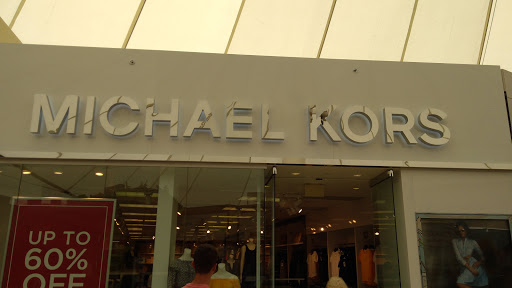 MICHAEL KORS
UP TO
60%
OFF